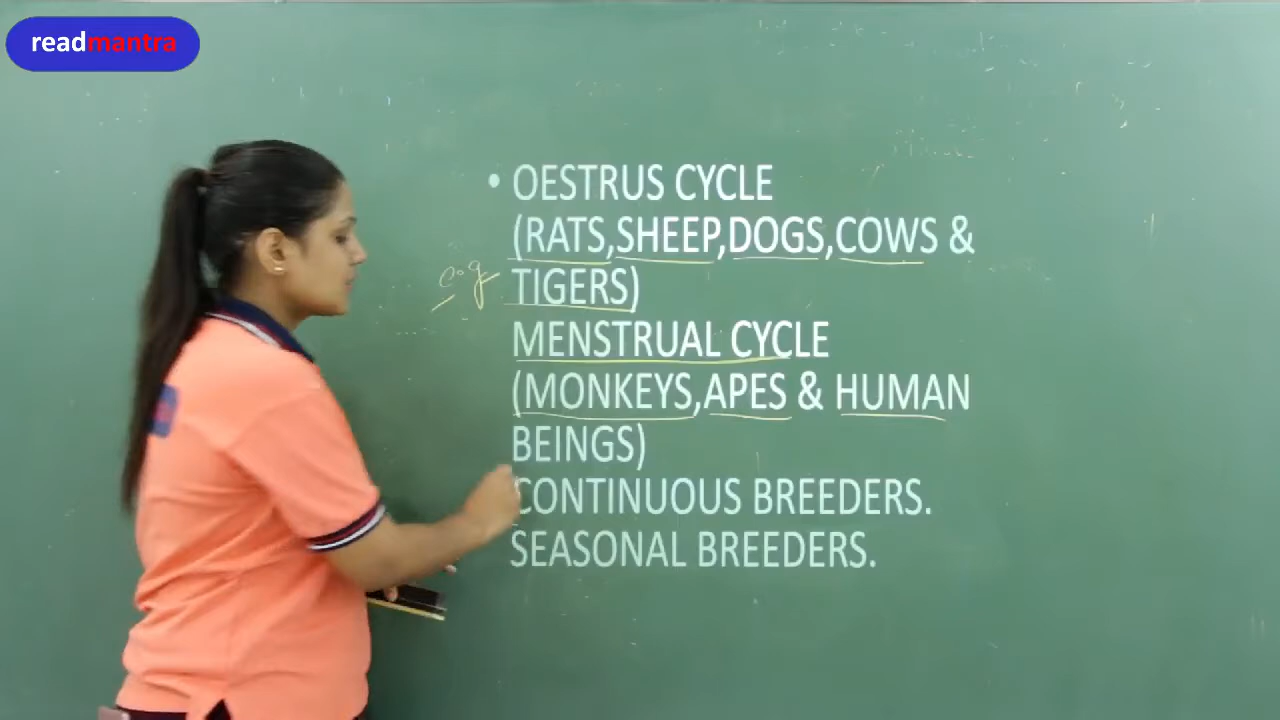 readmantra
• OESTRUS CYCLE
(RATS,SHEEP,DOGS,COWS &
e.g TIGERS)
MENSTRUAL CYCLE
(MONKEYS,APES & HUMAN
BEINGS)
CONTINUOUS BREEDERS.
SEASONAL BREEDERS.